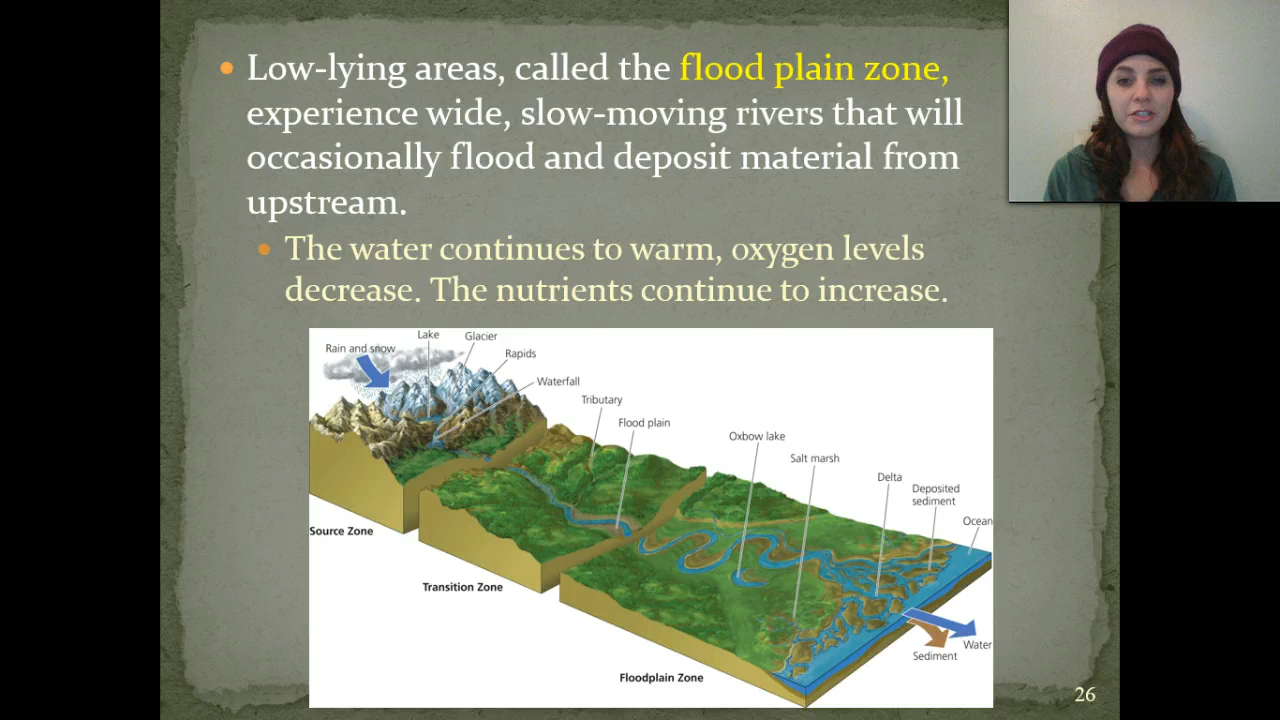 Low-lying areas, called the flood plain zone,
experience wide, slow-moving rivers that will
occasionally flood and deposit material from
upstream.
The water continues to warm, oxygen levels
decrease. The nutrients continue to increase.
Lake
Glacier
Rain and snow
Rapids
Waterfall
Tributary
Flood plain
Oxbow lake
Salt marsh
Delta
Deposited
sediment
Ocean
Source Zone
Transition Zone
Water
Sediment
Floodplain Zone
26